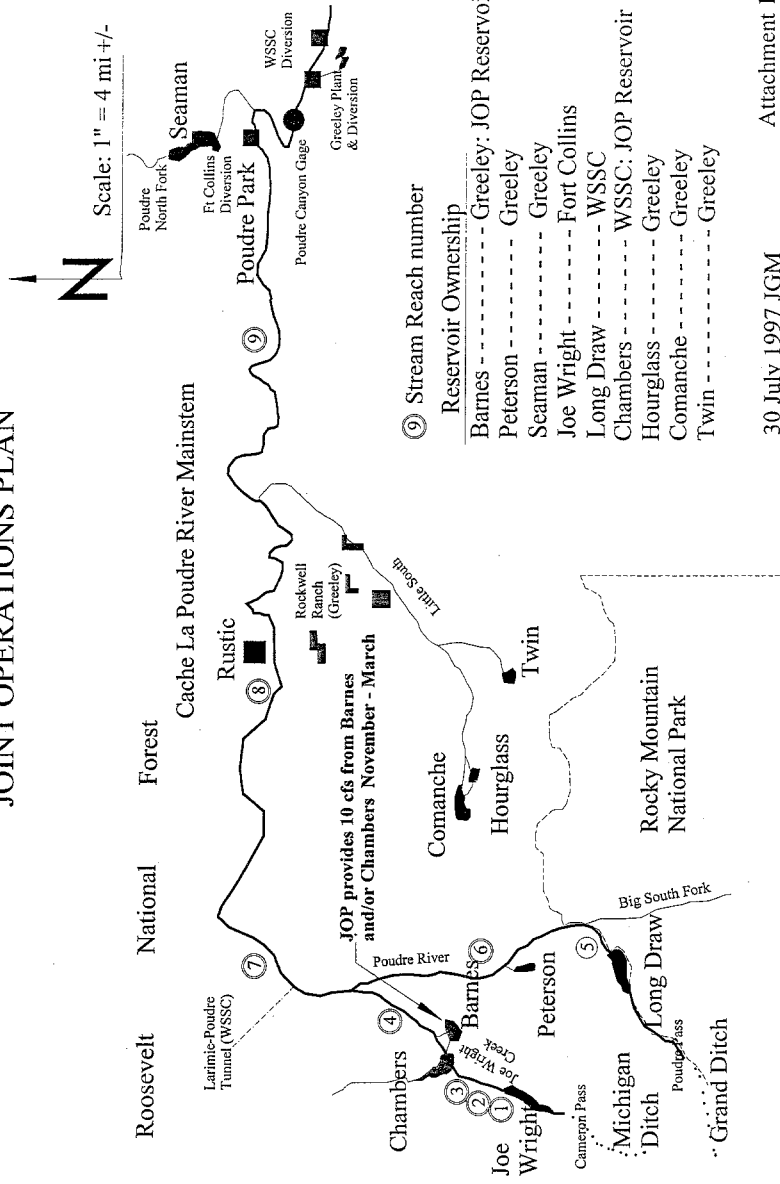 JOINT OPERATIONS PLAN
N
Scale: 1" = 4 mi +/-
Roosevelt
National
Forest
Cache La Poudre River Mainstem
Poudre
North Fork
Seaman
Ft Collins
Diversion
Poudre Park
WSSC
Diversion
Poudre Canyon Gage
Greeley Plant
& Diversion
Larimie-Poudre
Tunnel (WSSC)
7
8
9
Rustic
Rockwell
Ranch
(Greeley)
JOP provides 10 cfs from Barnes
and/or Chambers November - March
Chambers
4
Poudre River
6
Barnes
Joe Wright
Creek
3
2
1
Joe
Wright
Peterson
5
Little South
Comanche
Hourglass
Twin
Cameron Pass
Michigan
Ditch
Poudre Pass
Long Draw
Big South Fork
Grand Ditch
Rocky Mountain
National Park
9 Stream Reach number
Reservoir Ownership
Barnes - - - - - - - - Greeley: JOP Reservoi
Peterson - - - - - - - Greeley
Seaman - - - - - - - - Greeley
Joe Wright - - - - - - Fort Collins
Long Draw - - - - - - WSSC
Chambers - - - - - - WSSC: JOP Reservoir
Hourglass - - - - - - Greeley
Comanche - - - - - - Greeley
Twin - - - - - - - - Greeley
30 July 1997 JGM
Attachment